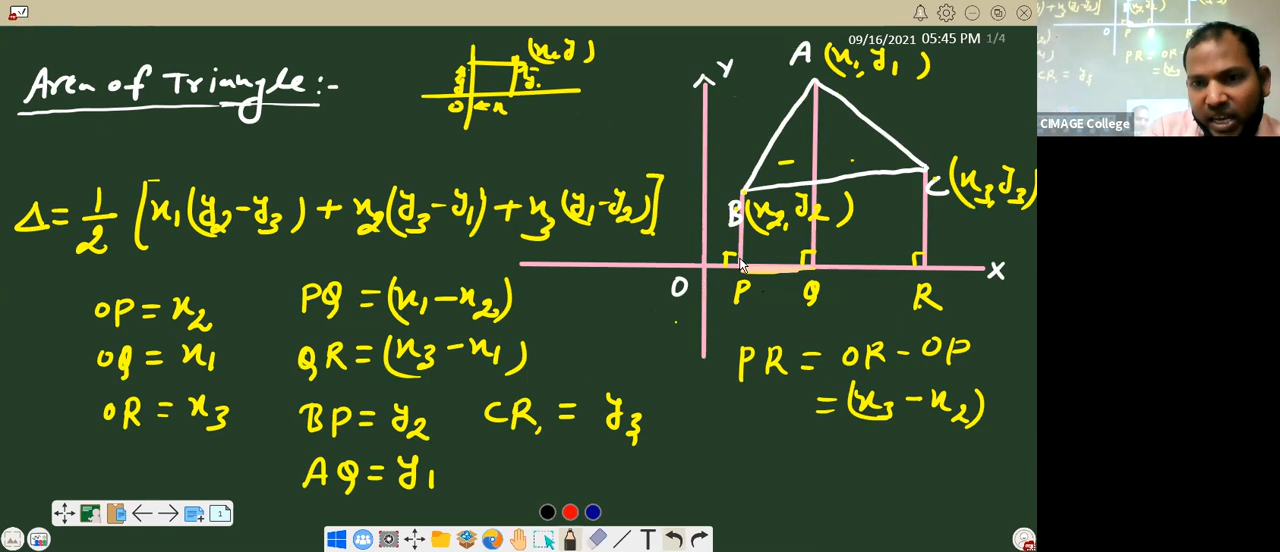 09/16/2021 05:45 PM 1/4
Area of Triangle:-
(x, y)
y
y
O x
Y
A (x₁, y₁)
B (x₂, y₂)
C (x₃, y₃)
O P Q R X
Δ = 1/2 [x₁(y₂-y₃) + x₂(y₃-y₁) + x₃(y₁-y₂)]
OP = x₂
OQ = x₁
OR = x₃
PQ = (x₁-x₂)
QR = (x₃-x₁)
BP = y₂ CR, = y₃
AQ = y₁
PR = OR - OP
= (x₃-x₂)
CIMAGE College
1
T